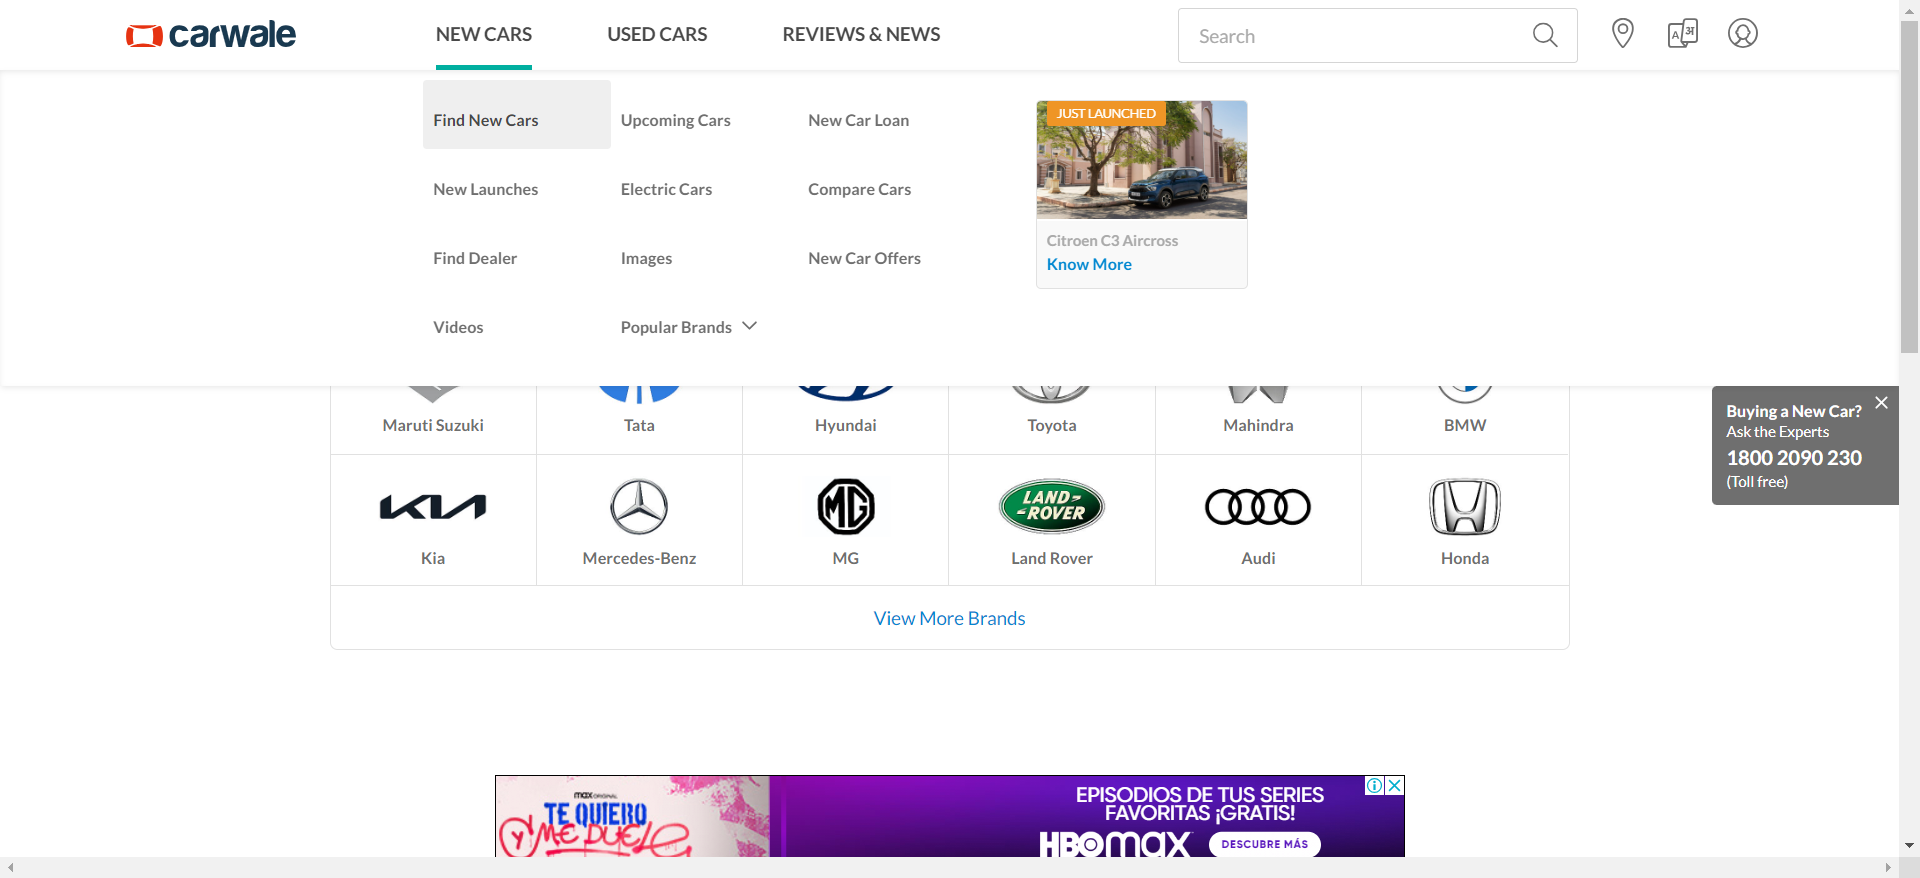 carwale
NEW CARS
USED CARS
REVIEWS & NEWS
Search
A अ
Find New Cars
Upcoming Cars
New Car Loan
JUST LAUNCHED
New Launches
Electric Cars
Compare Cars
Citroen C3 Aircross
Know More
Find Dealer
Images
New Car Offers
Videos
Popular Brands
Maruti Suzuki
Tata
Hyundai
Toyota
Mahindra
BMW
Buying a New Car?
Ask the Experts
1800 2090 230
(Toll free)
KIA
MG
LAND-
-ROVER
Kia
Mercedes-Benz
MG
Land Rover
Audi
Honda
View More Brands
max ORIGINAL
TE QUIERO
Y ME DUELE
EPISODIOS DE TUS SERIES
FAVORITAS ¡GRATIS!
HBOmax
DESCUBRE MÁS